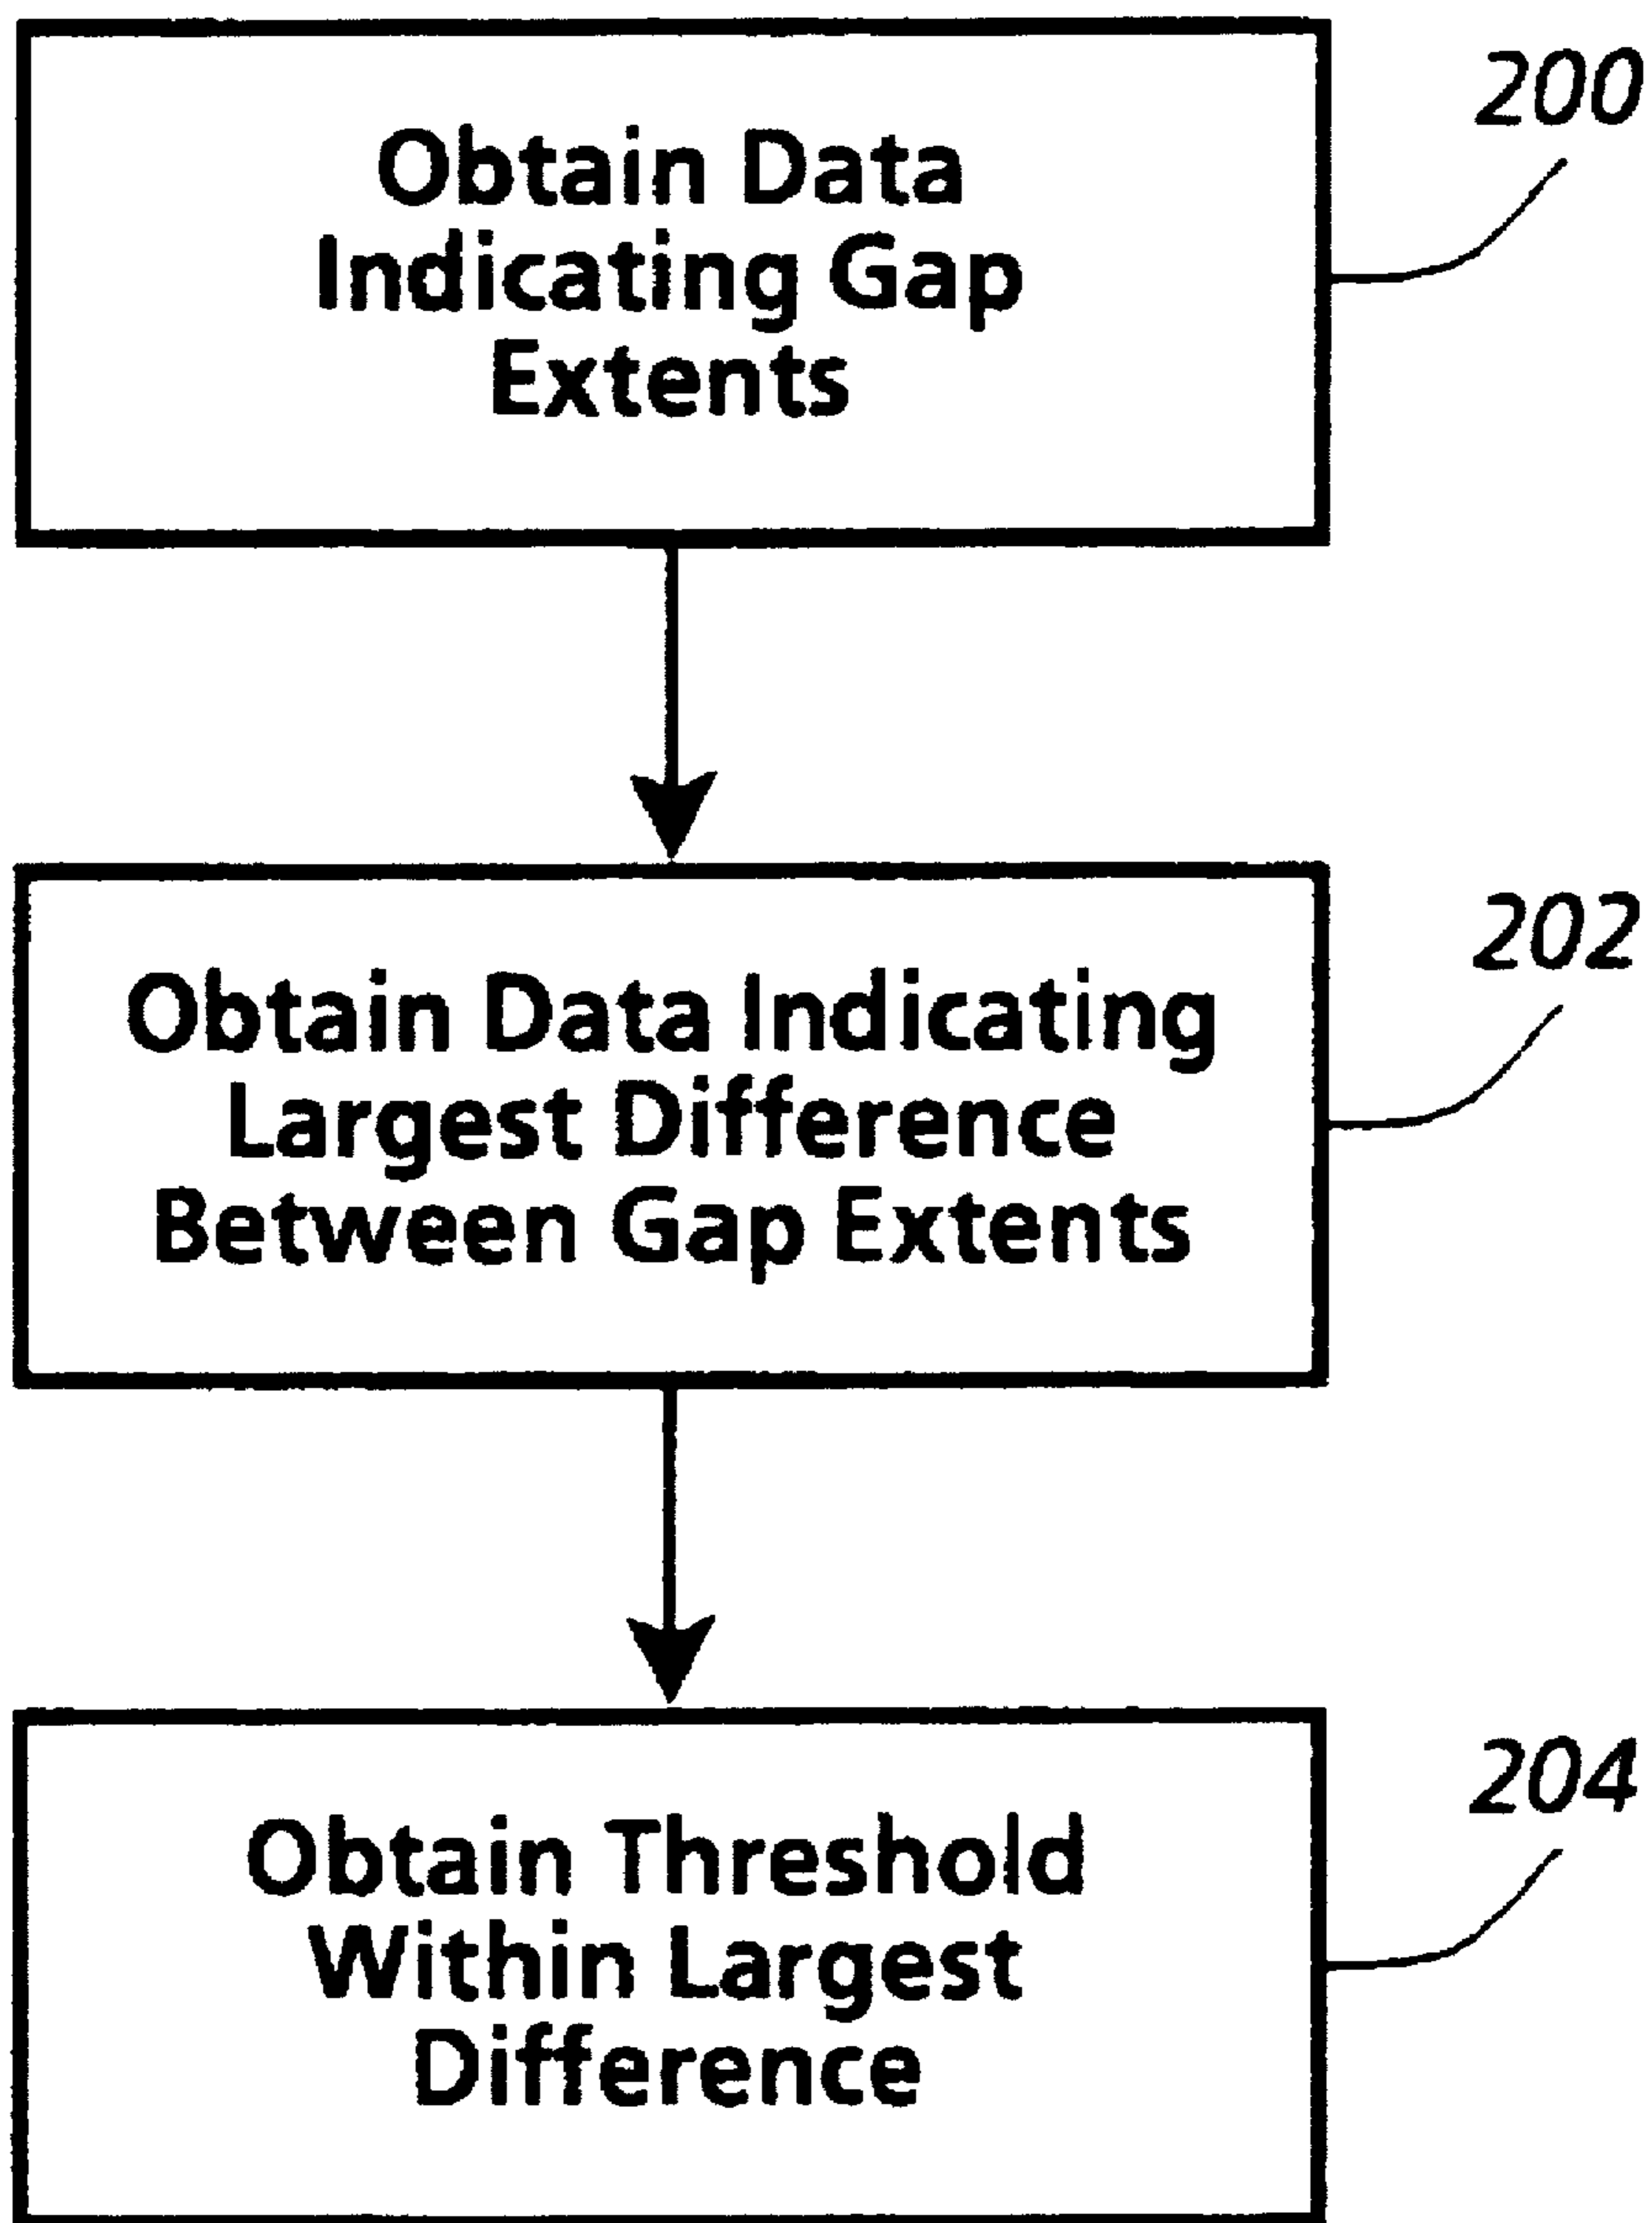 200
Obtain Data
Indicating Gap
Extents
202
Obtain Data Indicating
Largest Difference
Between Gap Extents
204
Obtain Threshold
Within Largest
Difference